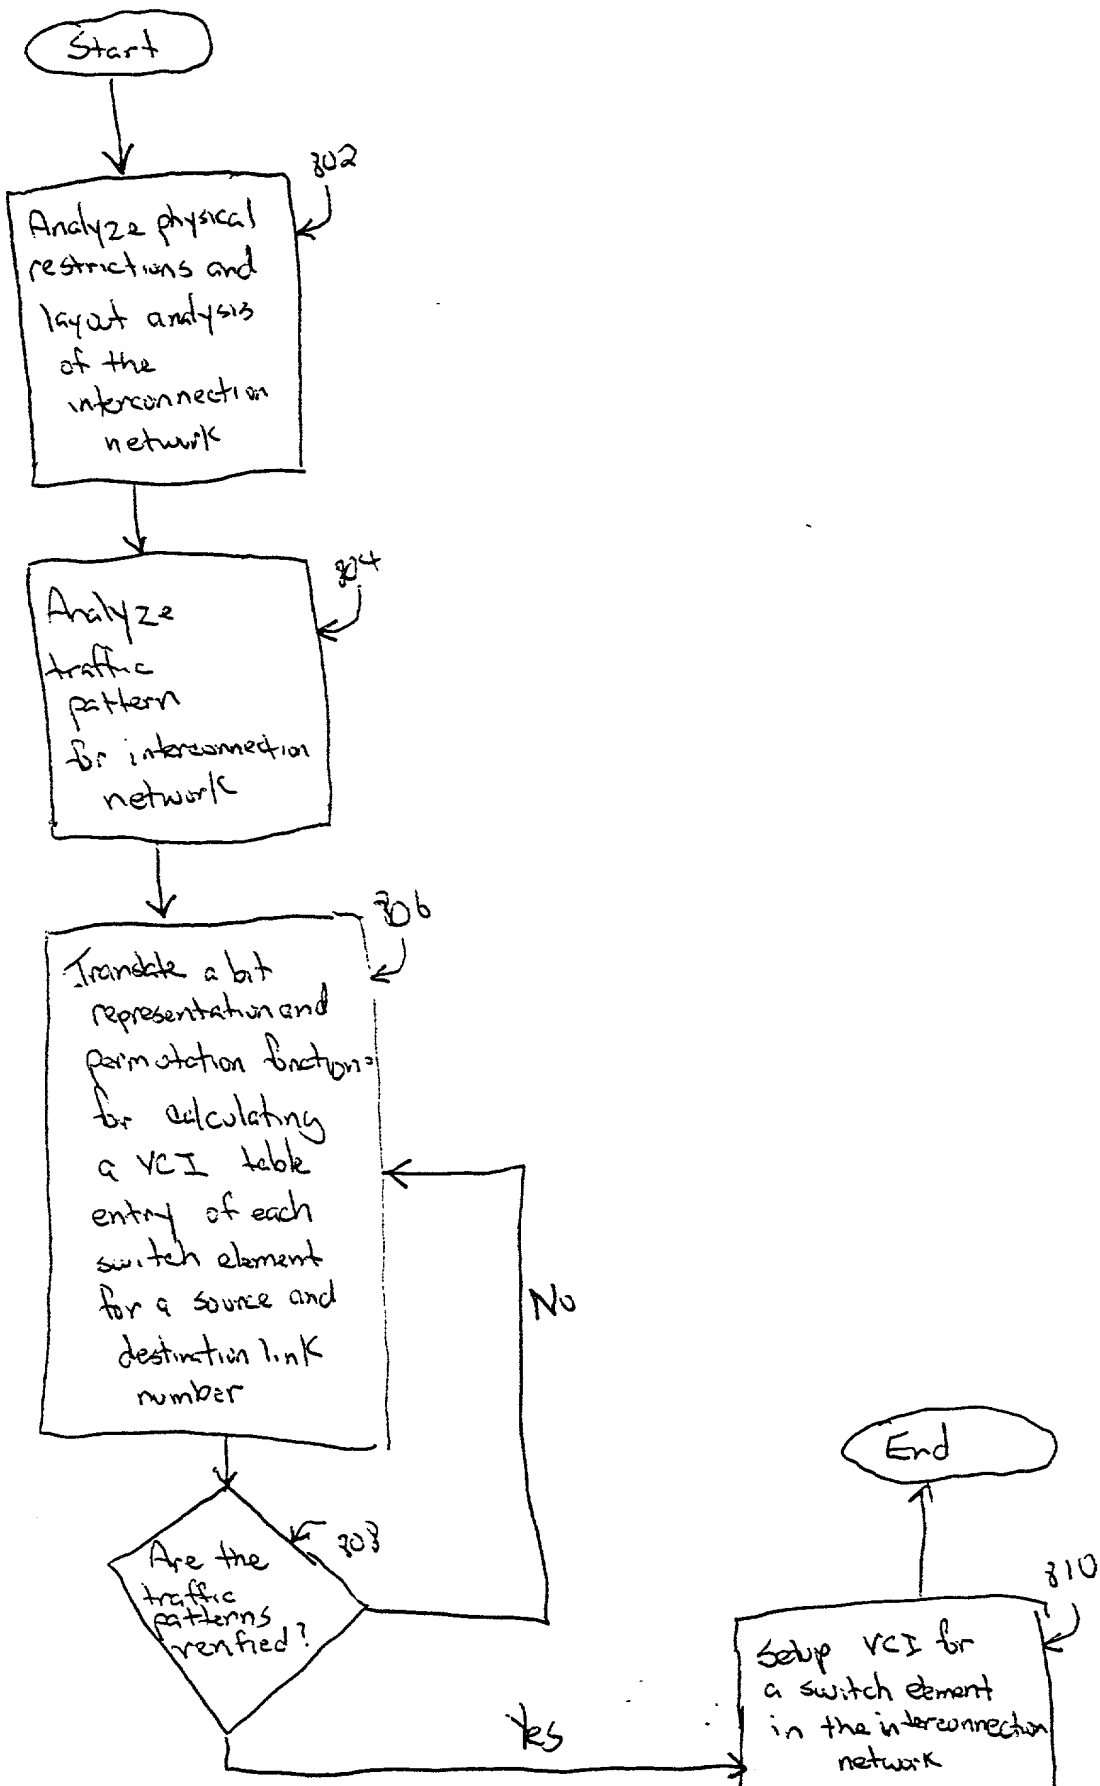 Start
802
Analyze physical
restrictions and
layout analysis
of the
interconnection
network
804
Analyze
traffic
pattern
for interconnection
network
806
Translate a bit
representation and
permutation function
for calculating
a VCI table
entry of each
switch element
for a source and
destination link
number
No
808
Are the
traffic
patterns
verified?
Yes
End
810
Setup VCI for
a switch element
in the interconnection
network